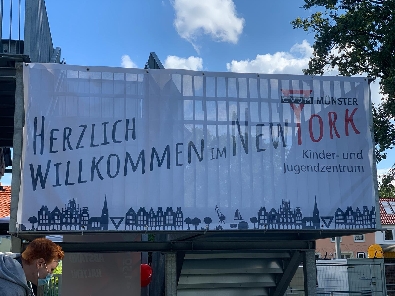 MÜNSTER
HERZLICH
WILLKOMMEN IM NEW YORK
Kinder- und
Jugendzentrum